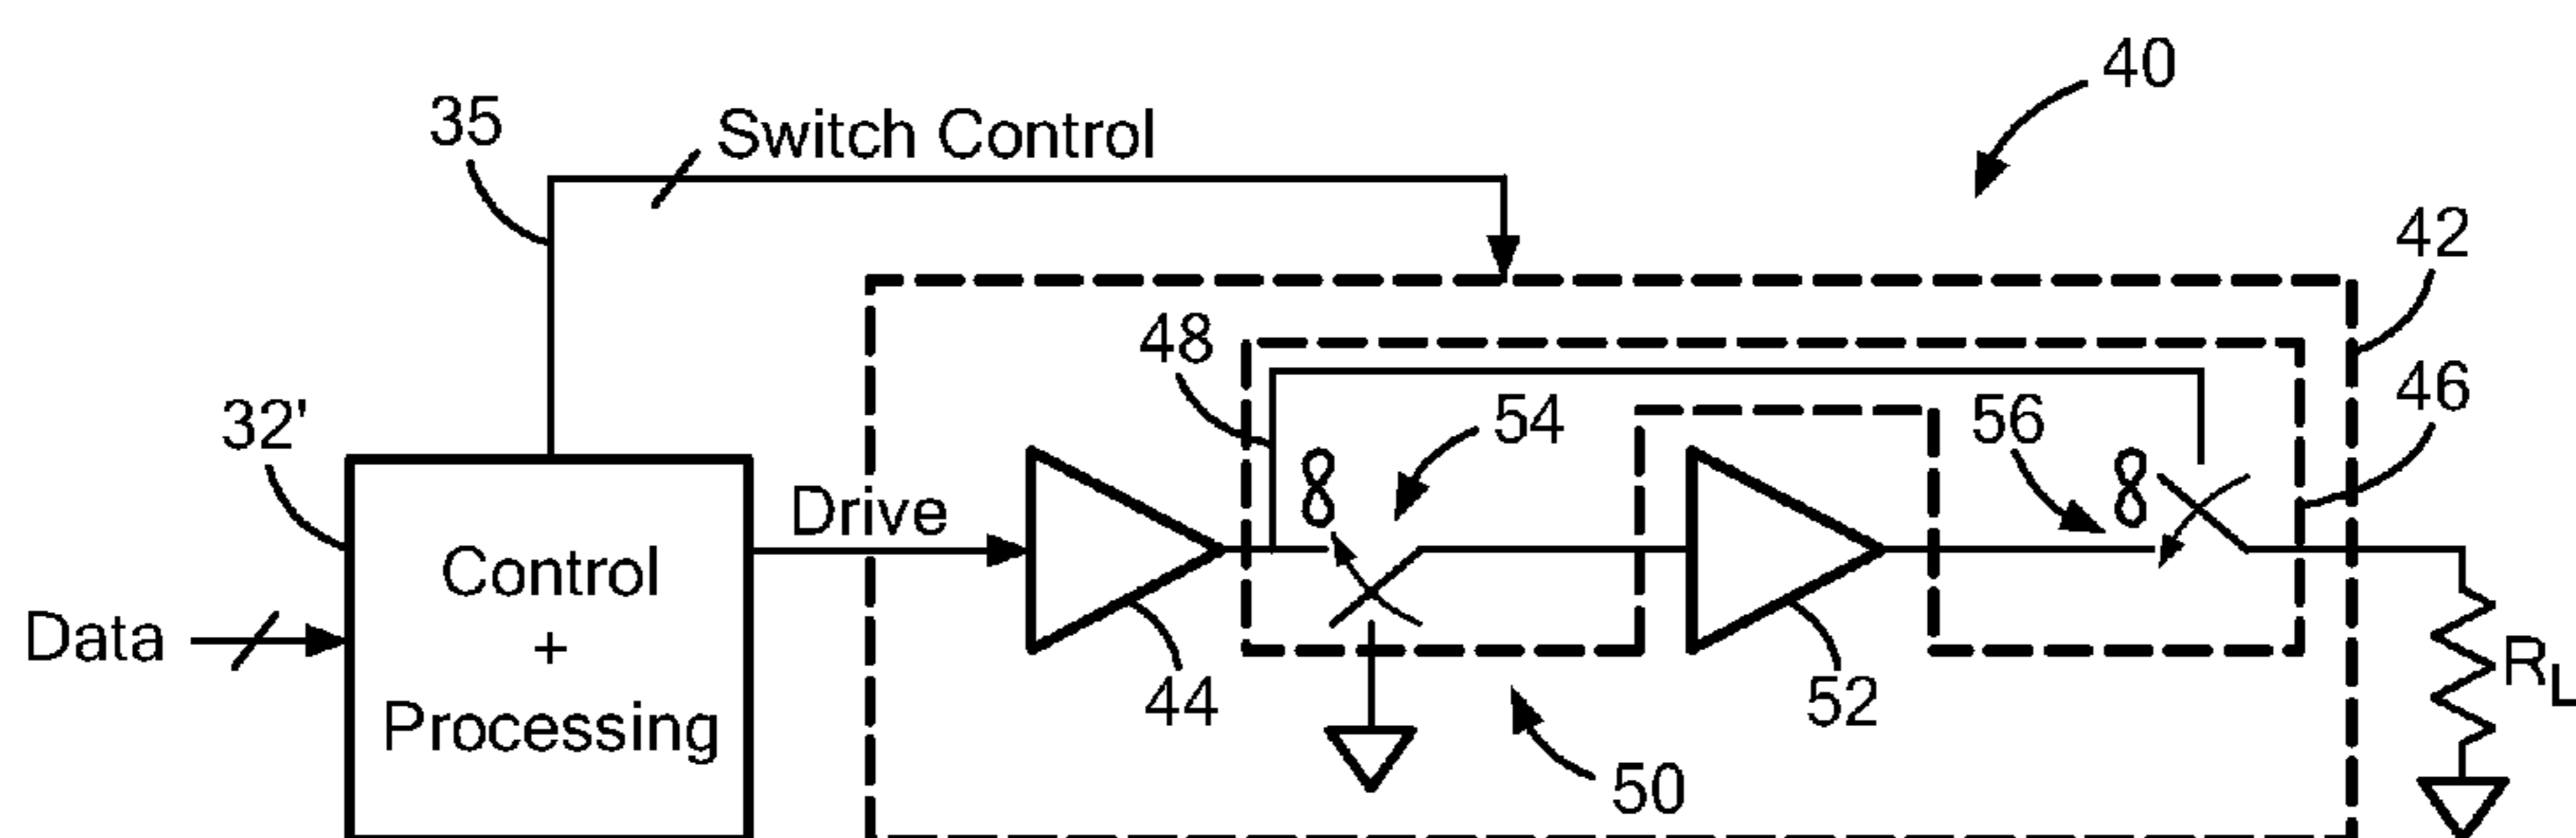 40
35
Switch Control
42
48
46
32'
54
56
8
8
Drive
Control
+
Processing
Data
44
52
50
RL